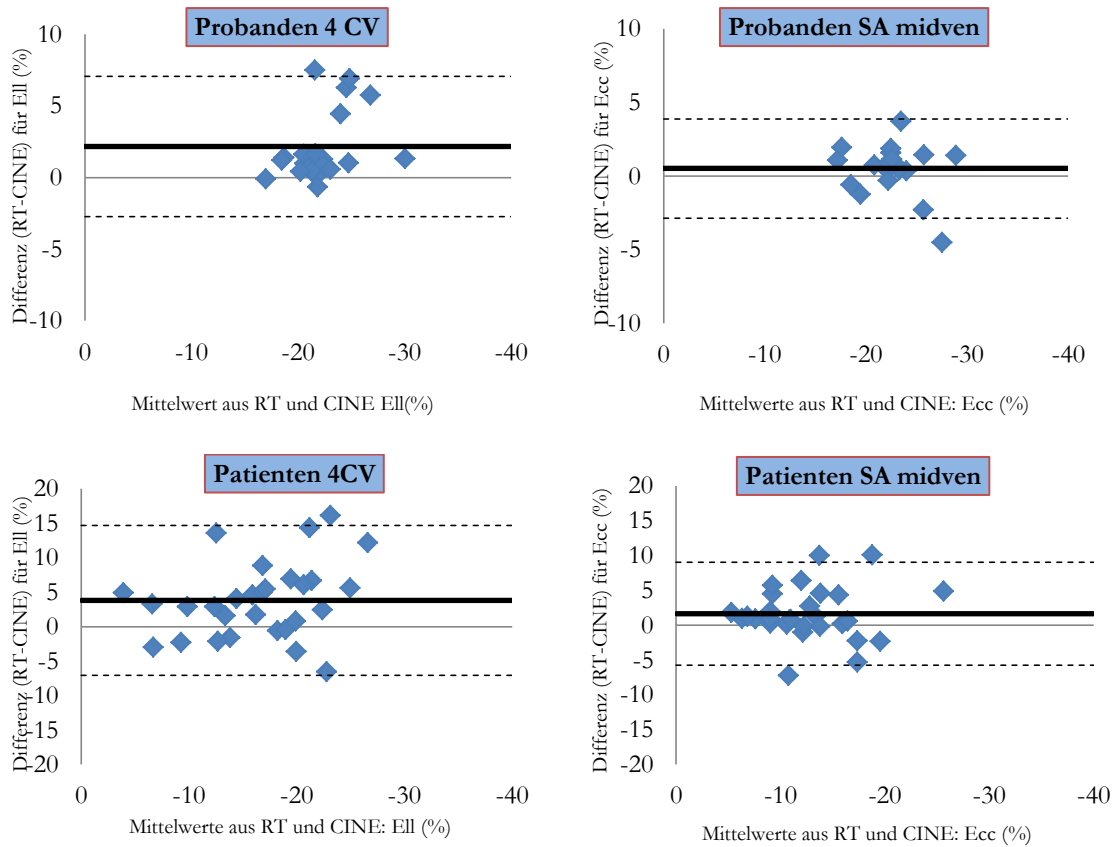 Probanden 4 CV
Differenz (RT-CINE) für Ell (%)
10
5
0
-5
-10
0 -10 -20 -30 -40
Mittelwert aus RT und CINE Ell(%)
Probanden SA midven
Differenz (RT-CINE) für Ecc (%)
10
5
0
-5
-10
0 -10 -20 -30 -40
Mittelwerte aus RT und CINE: Ecc (%)
Patienten 4CV
Differenz (RT-CINE) für Ell (%)
20
15
10
5
0
-5
-10
-15
-20
0 -10 -20 -30 -40
Mittelwerte aus RT und CINE: Ell (%)
Patienten SA midven
Differenz (RT-CINE) für Ecc (%)
20
15
10
5
0
-5
-10
-15
-20
0 -10 -20 -30 -40
Mittelwerte aus RT und CINE: Ecc (%)